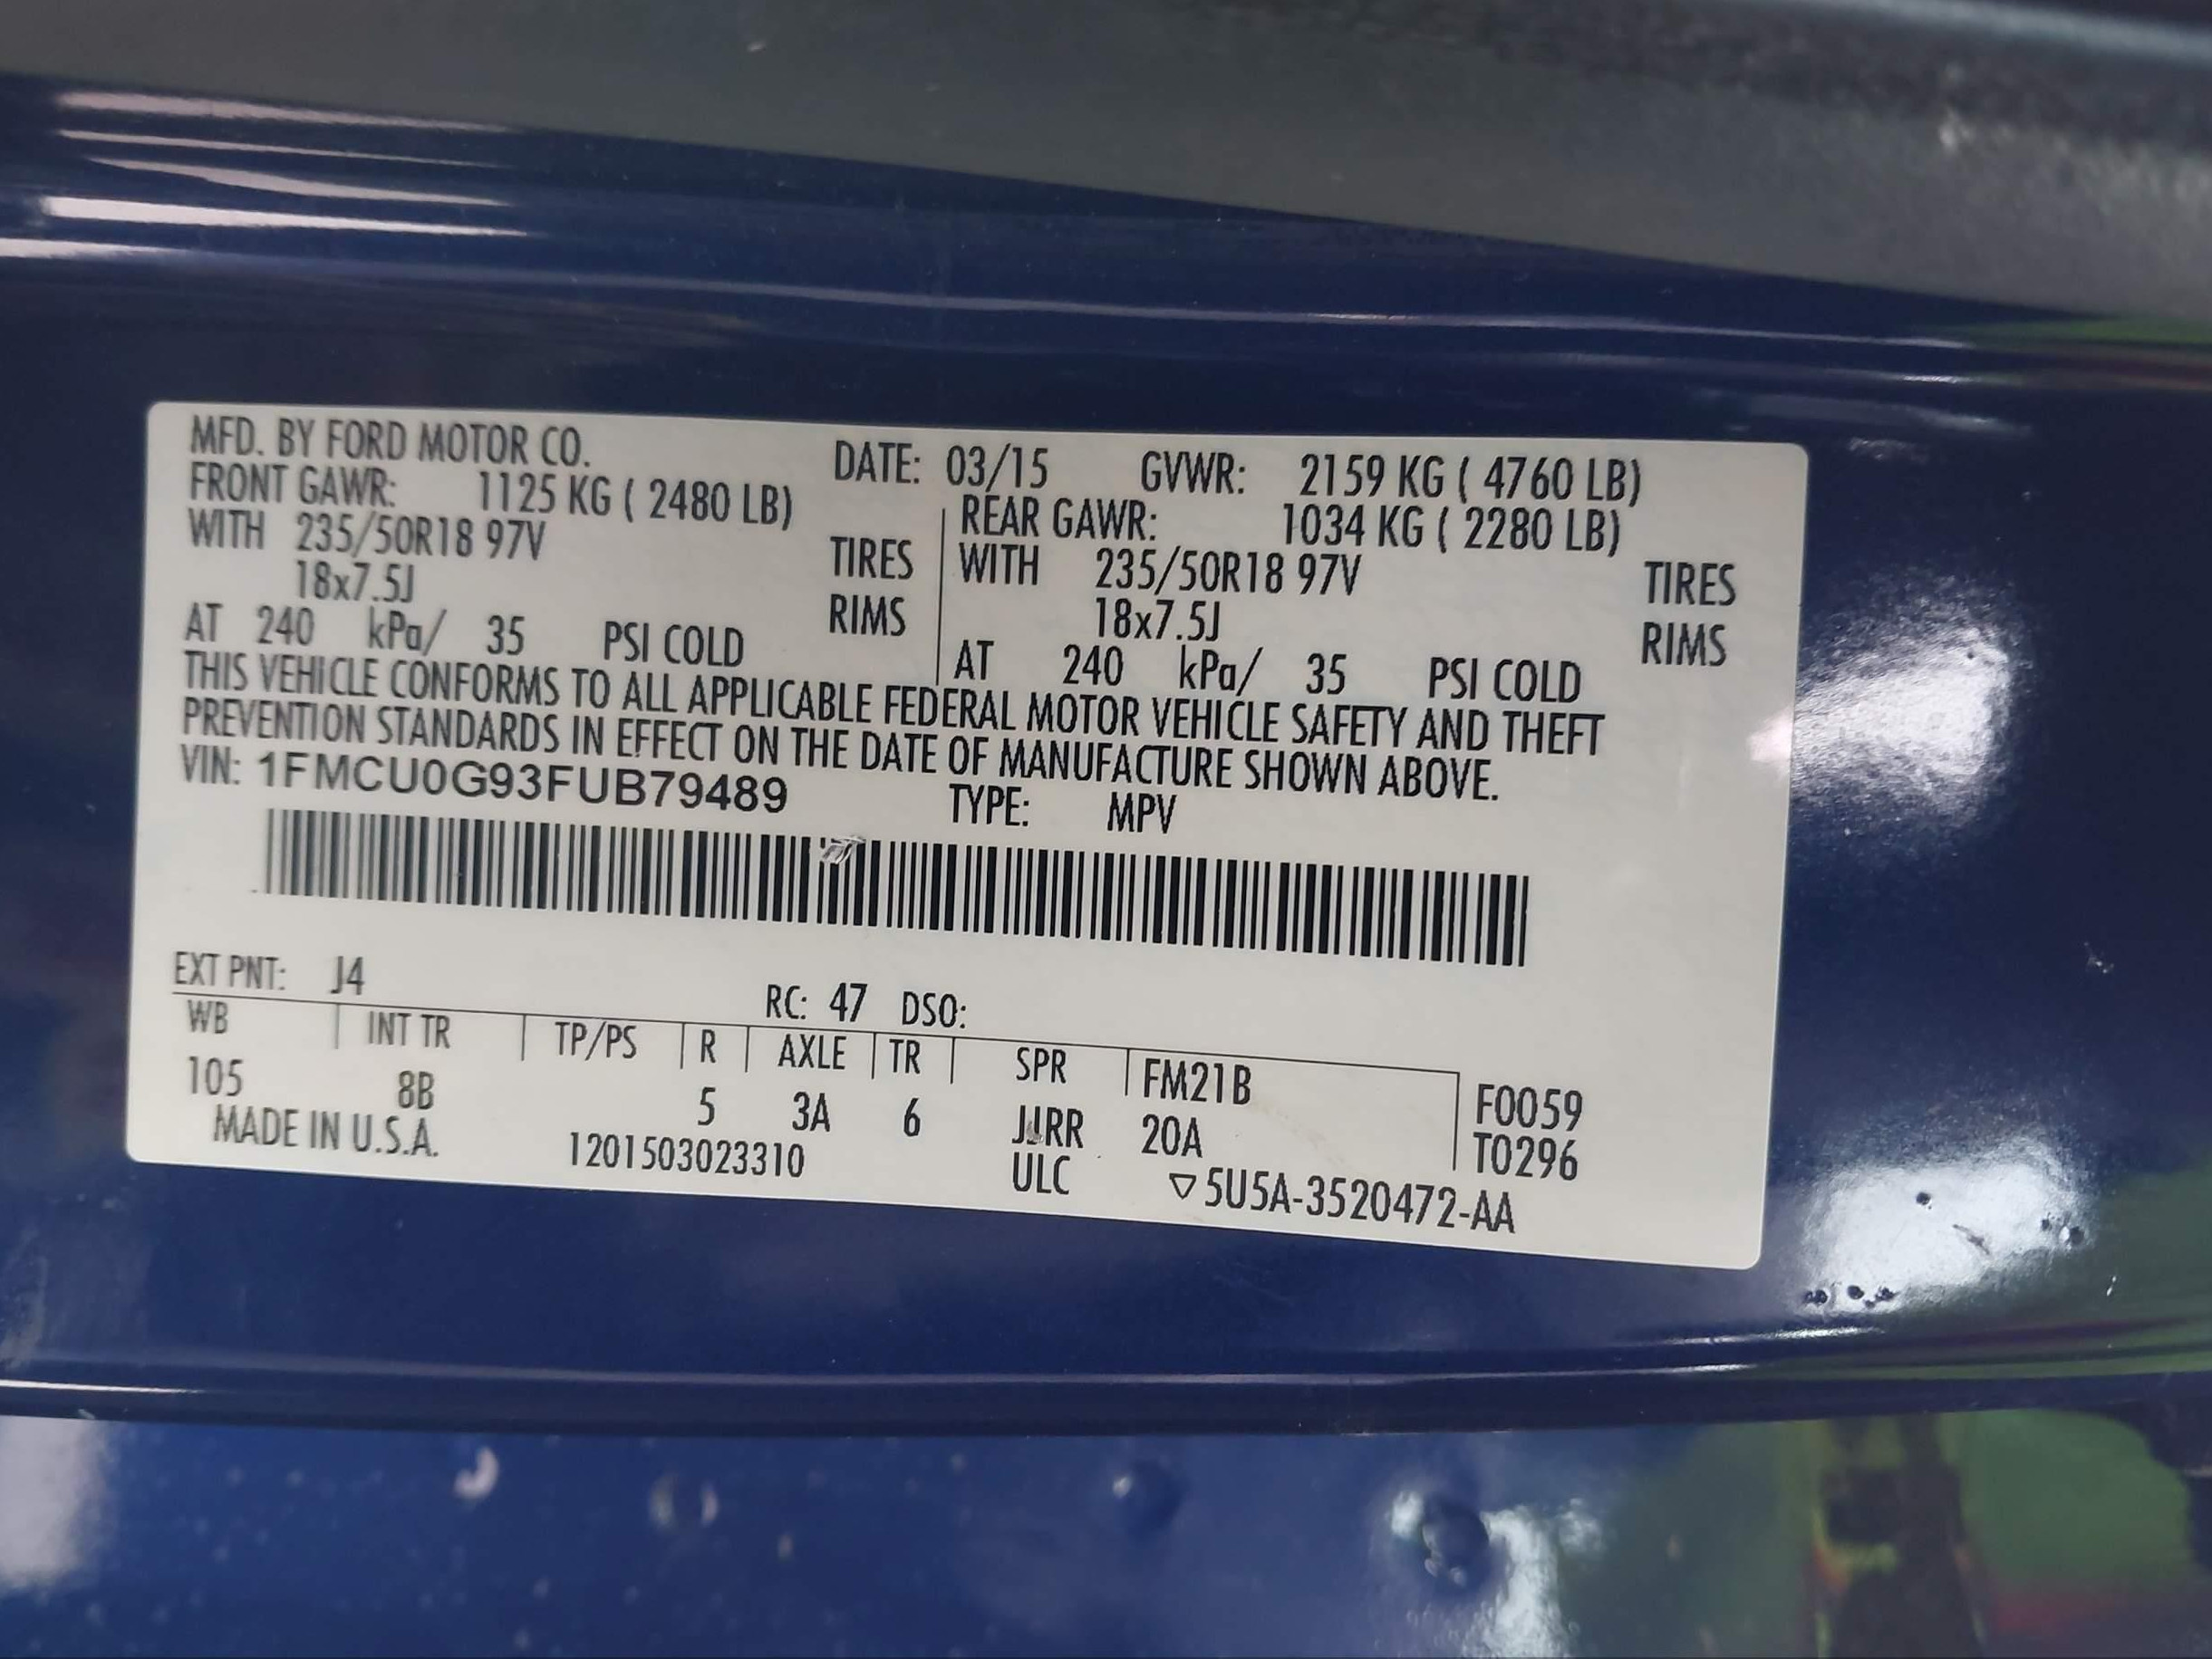 MFD. BY FORD MOTOR CO. DATE: 03/15 GVWR: 2159 KG ( 4760 LB)
FRONT GAWR: 1125 KG ( 2480 LB) REAR GAWR: 1034 KG ( 2280 LB)
WITH 235/50R18 97V TIRES WITH 235/50R18 97V TIRES
18x7.5J RIMS 18x7.5J RIMS
AT 240 kPa/ 35 PSI COLD AT 240 kPa/ 35 PSI COLD
THIS VEHICLE CONFORMS TO ALL APPLICABLE FEDERAL MOTOR VEHICLE SAFETY AND THEFT
PREVENTION STANDARDS IN EFFECT ON THE DATE OF MANUFACTURE SHOWN ABOVE.
VIN: 1FMCU0G93FUB79489 TYPE: MPV
EXT PNT: J4 RC: 47 DSO:
WB INT TR TP/PS R AXLE TR SPR FM21B F0059
105 8B 5 3A 6 JJRR 20A T0296
MADE IN U.S.A. 1201503023310 ULC ▽5U5A-3520472-AA